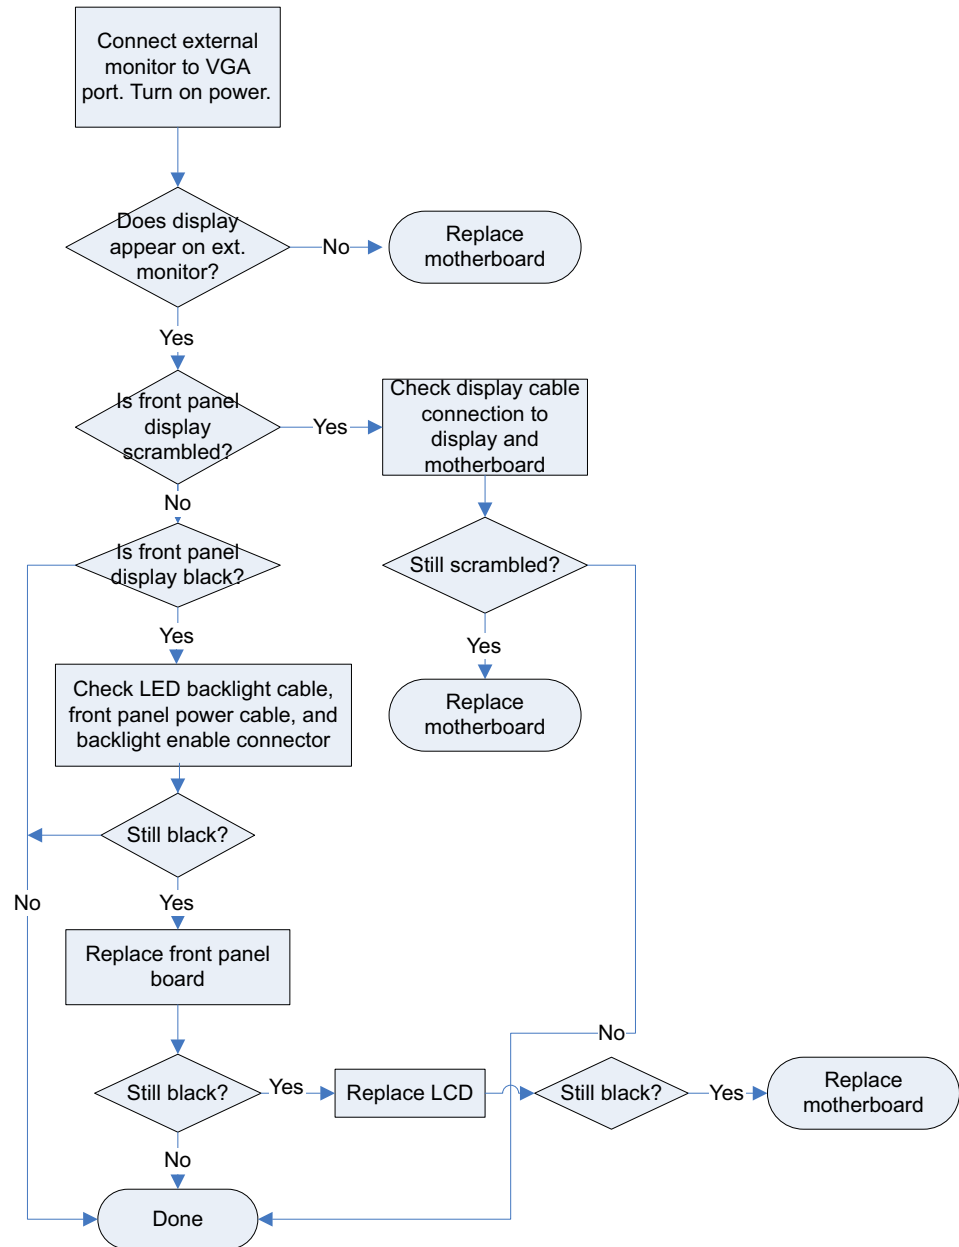 Connect external
monitor to VGA
port. Turn on power.
Does display
appear on ext.
monitor?
No
Replace
motherboard
Yes
Is front panel
display
scrambled?
Yes
Check display cable
connection to
display and
motherboard
No
Is front panel
display black?
Still scrambled?
Yes
Yes
Check LED backlight cable,
front panel power cable, and
backlight enable connector
Replace
motherboard
Still black?
No
Yes
Replace front panel
board
No
Still black?
Yes
Replace LCD
Still black?
Yes
Replace
motherboard
No
Done